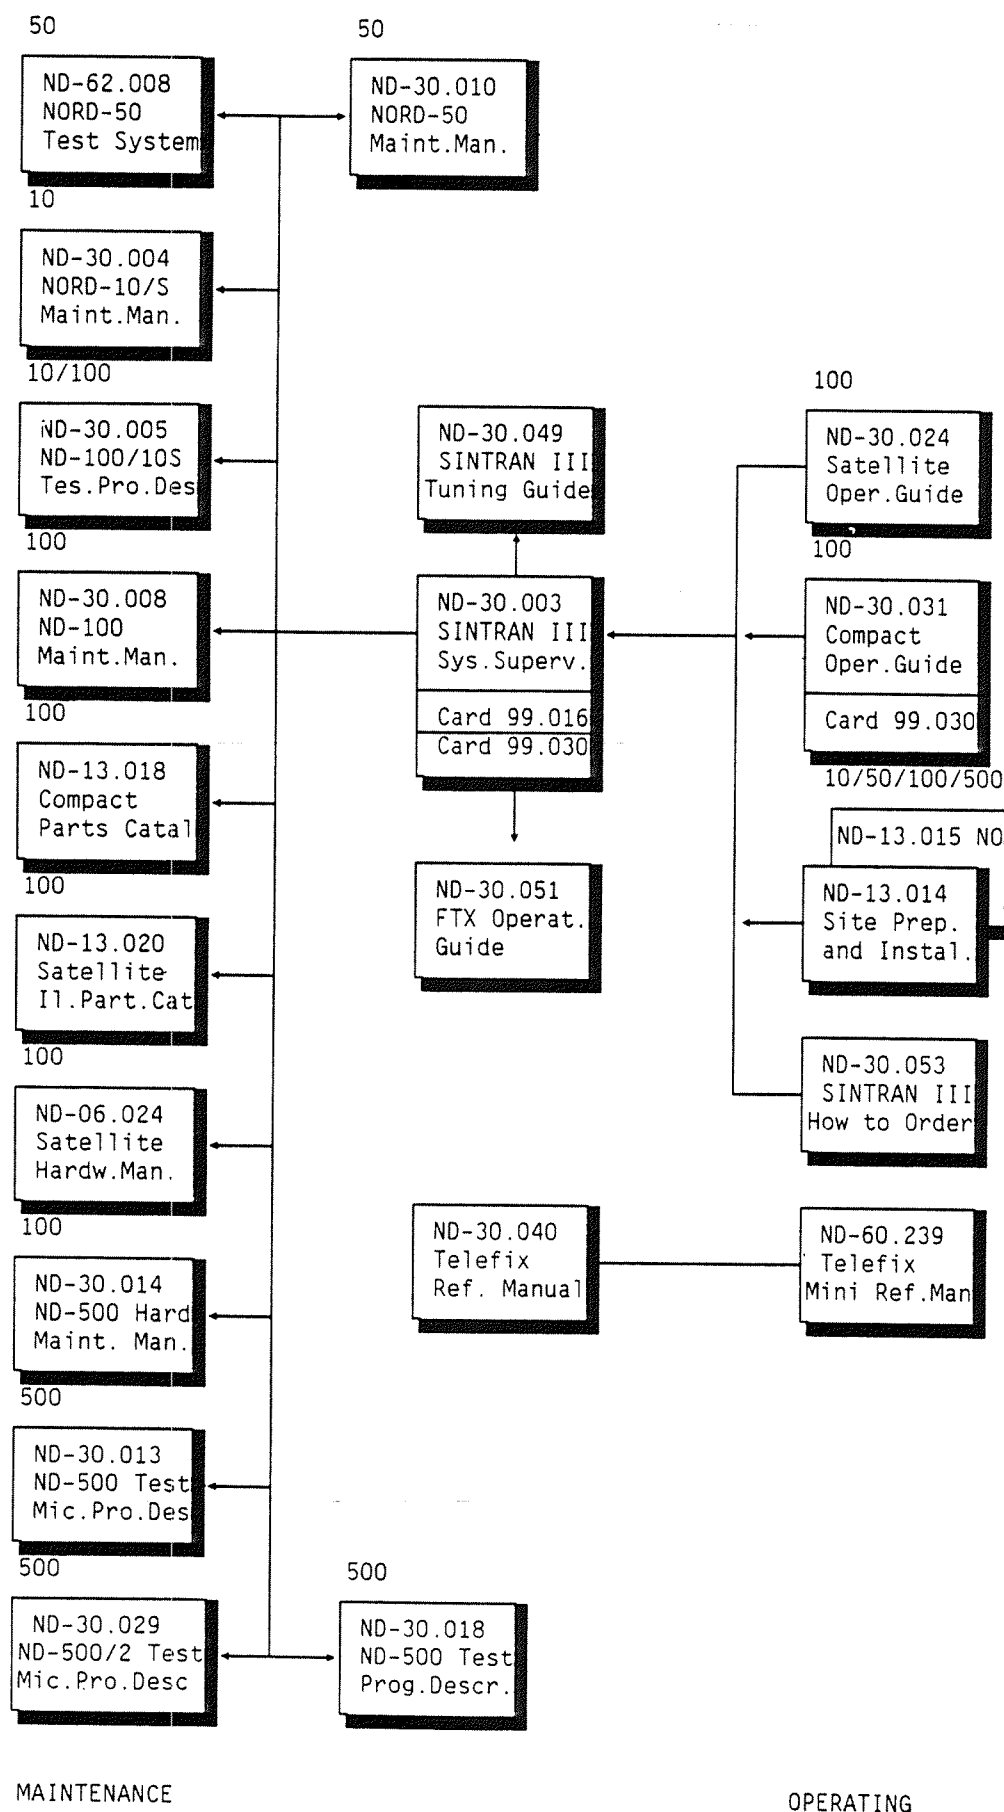 50
ND-62.008
NORD-50
Test System
50
ND-30.010
NORD-50
Maint.Man.
10
ND-30.004
NORD-10/S
Maint.Man.
10/100
ND-30.005
ND-100/10S
Tes.Pro.Des
100
ND-30.008
ND-100
Maint.Man.
100
ND-13.018
Compact
Parts Catal
100
ND-13.020
Satellite
Il.Part.Cat
100
ND-06.024
Satellite
Hardw.Man.
100
ND-30.014
ND-500 Hard
Maint. Man.
500
ND-30.013
ND-500 Test
Mic.Pro.Des
500
ND-30.029
ND-500/2 Test
Mic.Pro.Desc
500
ND-30.018
ND-500 Test
Prog.Descr.
ND-30.049
SINTRAN III
Tuning Guide
ND-30.003
SINTRAN III
Sys.Superv.
Card 99.016
Card 99.030
ND-30.051
FTX Operat.
Guide
ND-30.040
Telefix
Ref. Manual
100
ND-30.024
Satellite
Oper.Guide
100
ND-30.031
Compact
Oper.Guide
Card 99.030
10/50/100/500
ND-13.015 NO
ND-13.014
Site Prep.
and Instal.
ND-30.053
SINTRAN III
How to Order
ND-60.239
Telefix
Mini Ref.Man
MAINTENANCE
OPERATING